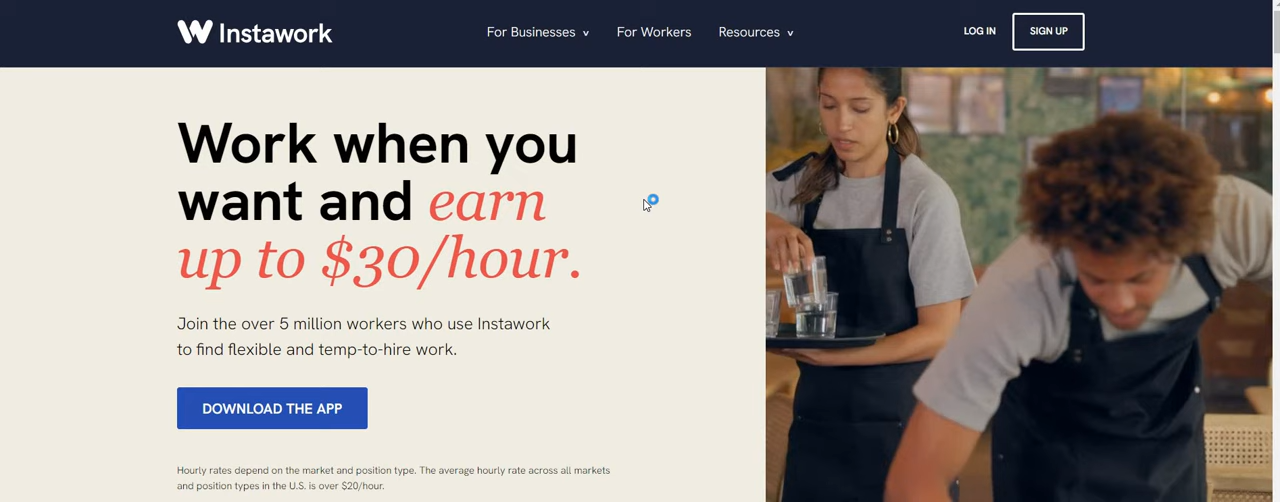 Instawork
For Businesses
For Workers
Resources
LOG IN
SIGN UP
Work when you
want and earn
up to $30/hour.
Join the over 5 million workers who use Instawork
to find flexible and temp-to-hire work.
DOWNLOAD THE APP
Hourly rates depend on the market and position type. The average hourly rate across all markets
and position types in the U.S. is over $20/hour.